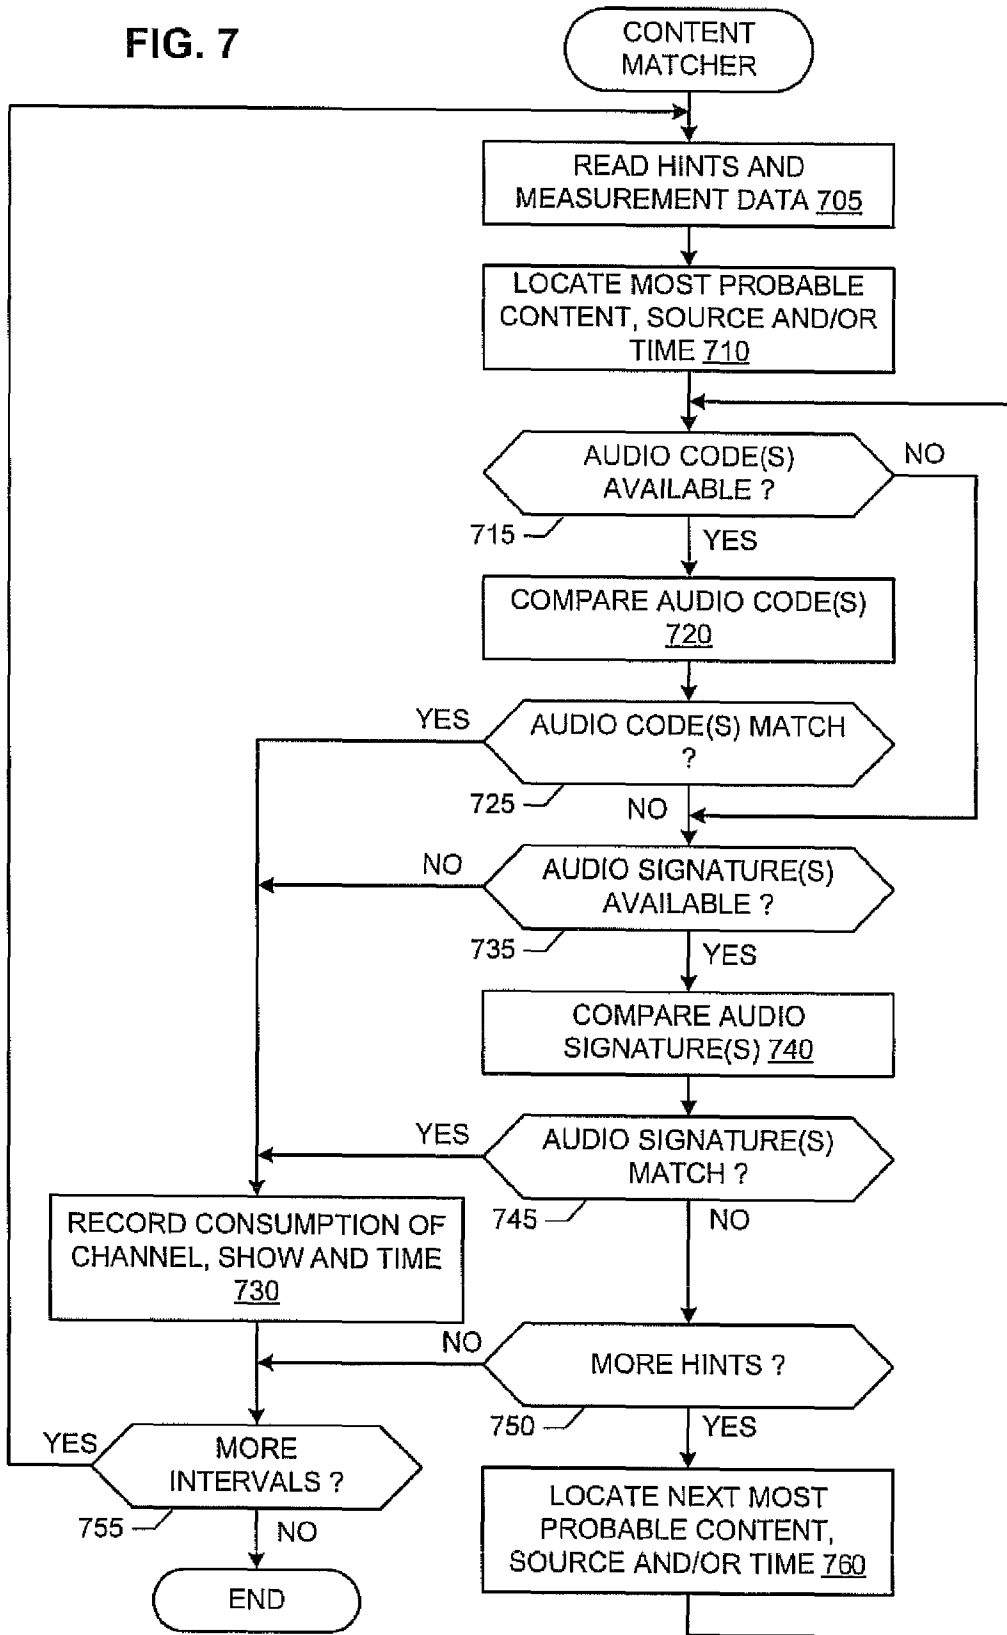 FIG. 7
CONTENT
MATCHER
READ HINTS AND
MEASUREMENT DATA 705
LOCATE MOST PROBABLE
CONTENT, SOURCE AND/OR
TIME 710
AUDIO CODE(S)
AVAILABLE ?
NO
715
YES
COMPARE AUDIO CODE(S)
720
YES
AUDIO CODE(S) MATCH
?
725
NO
NO
AUDIO SIGNATURE(S)
AVAILABLE ?
735
YES
COMPARE AUDIO
SIGNATURE(S) 740
YES
AUDIO SIGNATURE(S)
MATCH ?
745
NO
RECORD CONSUMPTION OF
CHANNEL, SHOW AND TIME
730
NO
MORE HINTS ?
750
YES
YES
MORE
INTERVALS ?
755
NO
LOCATE NEXT MOST
PROBABLE CONTENT,
SOURCE AND/OR TIME 760
END